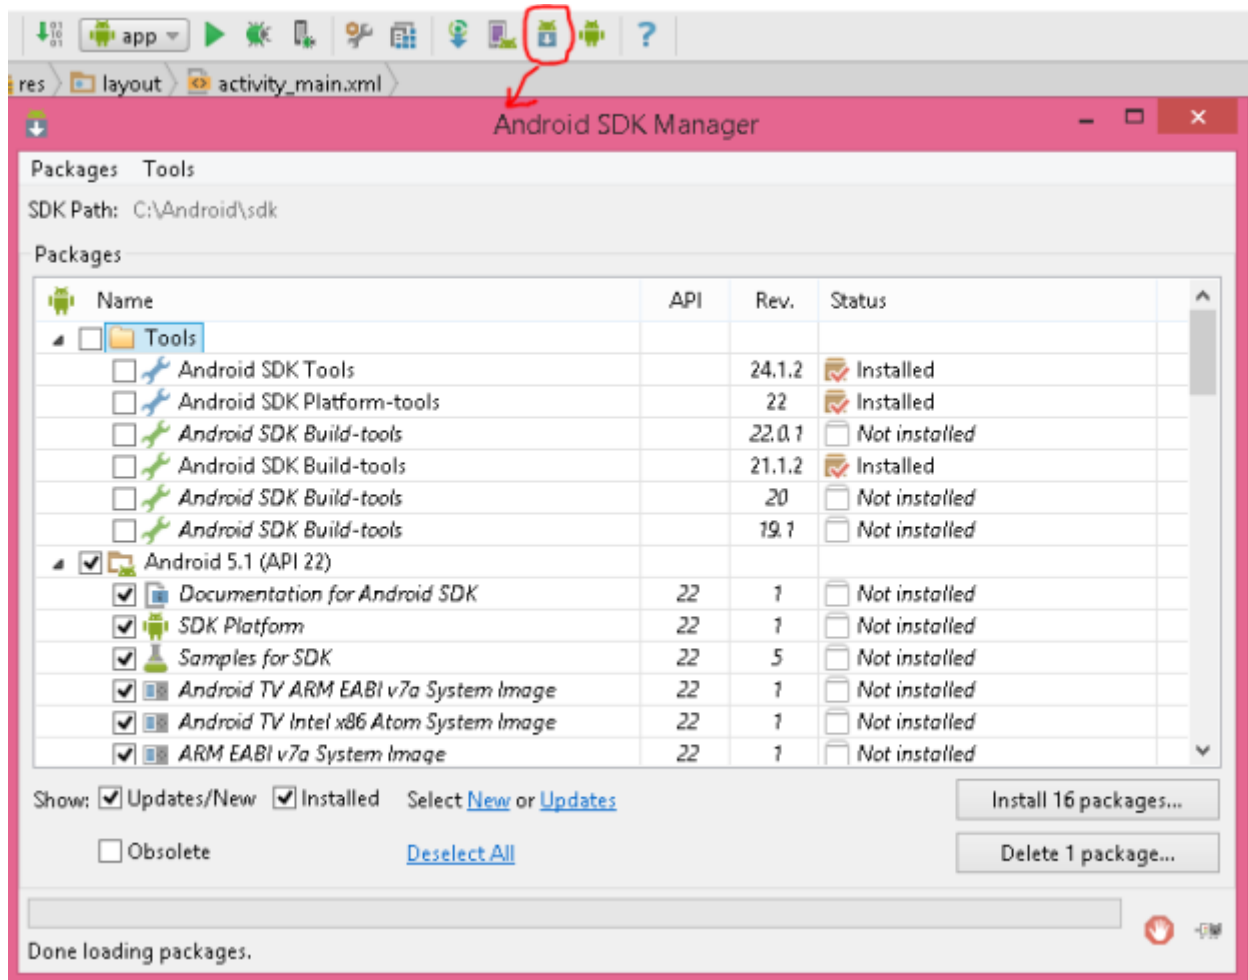 app
res layout activity_main.xml
Android SDK Manager
Packages Tools
SDK Path: C:\Android\sdk
Packages
Name API Rev. Status
Tools
Android SDK Tools 24.1.2 Installed
Android SDK Platform-tools 22 Installed
Android SDK Build-tools 22.0.1 Not installed
Android SDK Build-tools 21.1.2 Installed
Android SDK Build-tools 20 Not installed
Android SDK Build-tools 19.1 Not installed
Android 5.1 (API 22)
Documentation for Android SDK 22 1 Not installed
SDK Platform 22 1 Not installed
Samples for SDK 22 5 Not installed
Android TV ARM EABI v7a System Image 22 1 Not installed
Android TV Intel x86 Atom System Image 22 1 Not installed
ARM EABI v7a System Image 22 1 Not installed
Show: Updates/New Installed Select New or Updates Install 16 packages...
Obsolete Deselect All Delete 1 package...
Done loading packages.